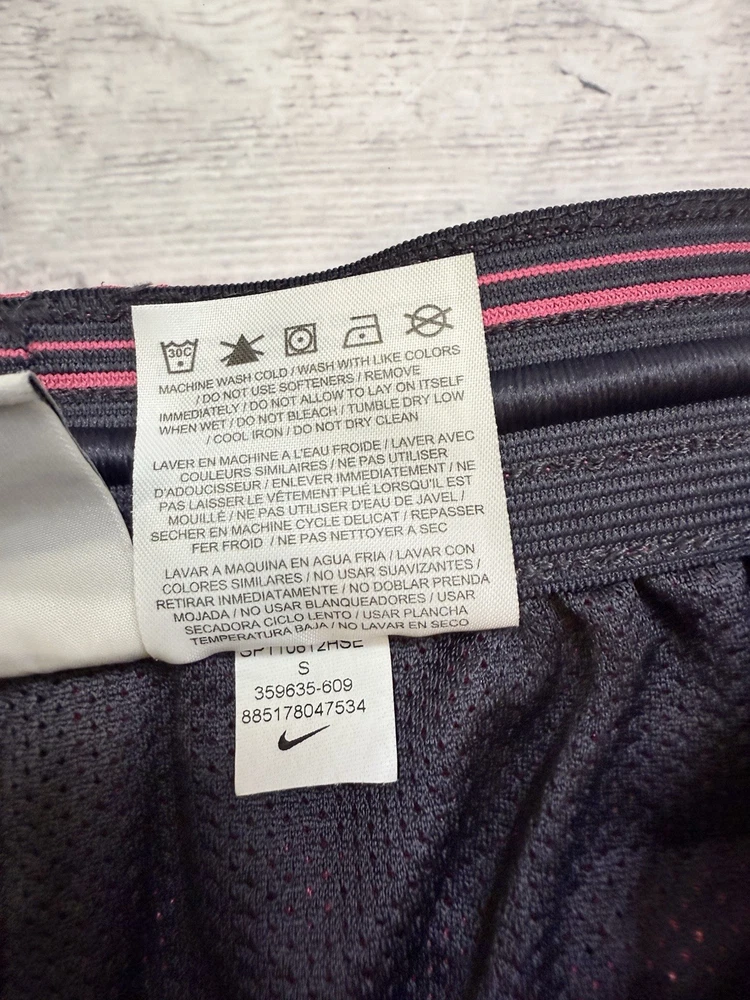 30C
MACHINE WASH COLD / WASH WITH LIKE COLORS
/ DO NOT USE SOFTENERS / REMOVE
IMMEDIATELY / DO NOT ALLOW TO LAY ON ITSELF
WHEN WET / DO NOT BLEACH / TUMBLE DRY LOW
/ COOL IRON / DO NOT DRY CLEAN
LAVER EN MACHINE A L'EAU FROIDE / LAVER AVEC
COULEURS SIMILAIRES / NE PAS UTILISER
D'ADOUCISSEUR / ENLEVER IMMEDIATEMENT / NE
PAS LAISSER LE VÊTEMENT PLIÉ LORSQU'IL EST
MOUILLÉ / NE PAS UTILISER D'EAU DE JAVEL /
SECHER EN MACHINE CYCLE DELICAT / REPASSER
FER FROID / NE PAS NETTOYER A SEC
LAVAR A MAQUINA EN AGUA FRIA / LAVAR CON
COLORES SIMILARES / NO USAR SUAVIZANTES /
RETIRAR INMEDIATAMENTE / NO DOBLAR PRENDA
MOJADA / NO USAR BLANQUEADORES / USAR
SECADORA CICLO LENTO / USAR PLANCHA
TEMPERATURA BAJA / NO LAVAR EN SECO
S
359635-609
885178047534